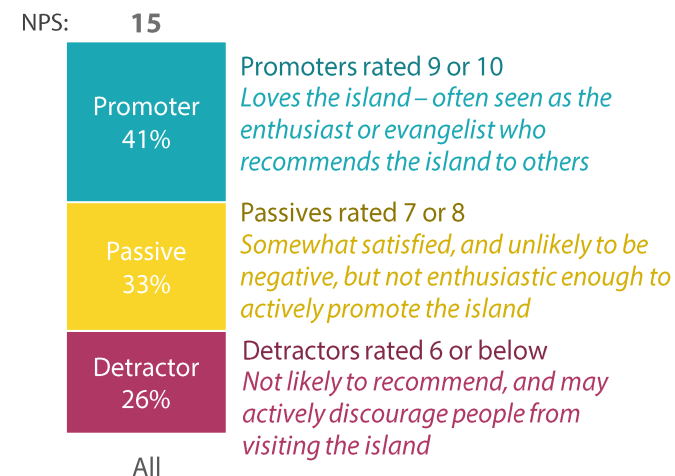 NPS: 15
Promoter
41%
Promoters rated 9 or 10
Loves the island – often seen as the
enthusiast or evangelist who
recommends the island to others
Passive
33%
Passives rated 7 or 8
Somewhat satisfied, and unlikely to be
negative, but not enthusiastic enough to
actively promote the island
Detractor
26%
Detractors rated 6 or below
Not likely to recommend, and may
actively discourage people from
visiting the island
All